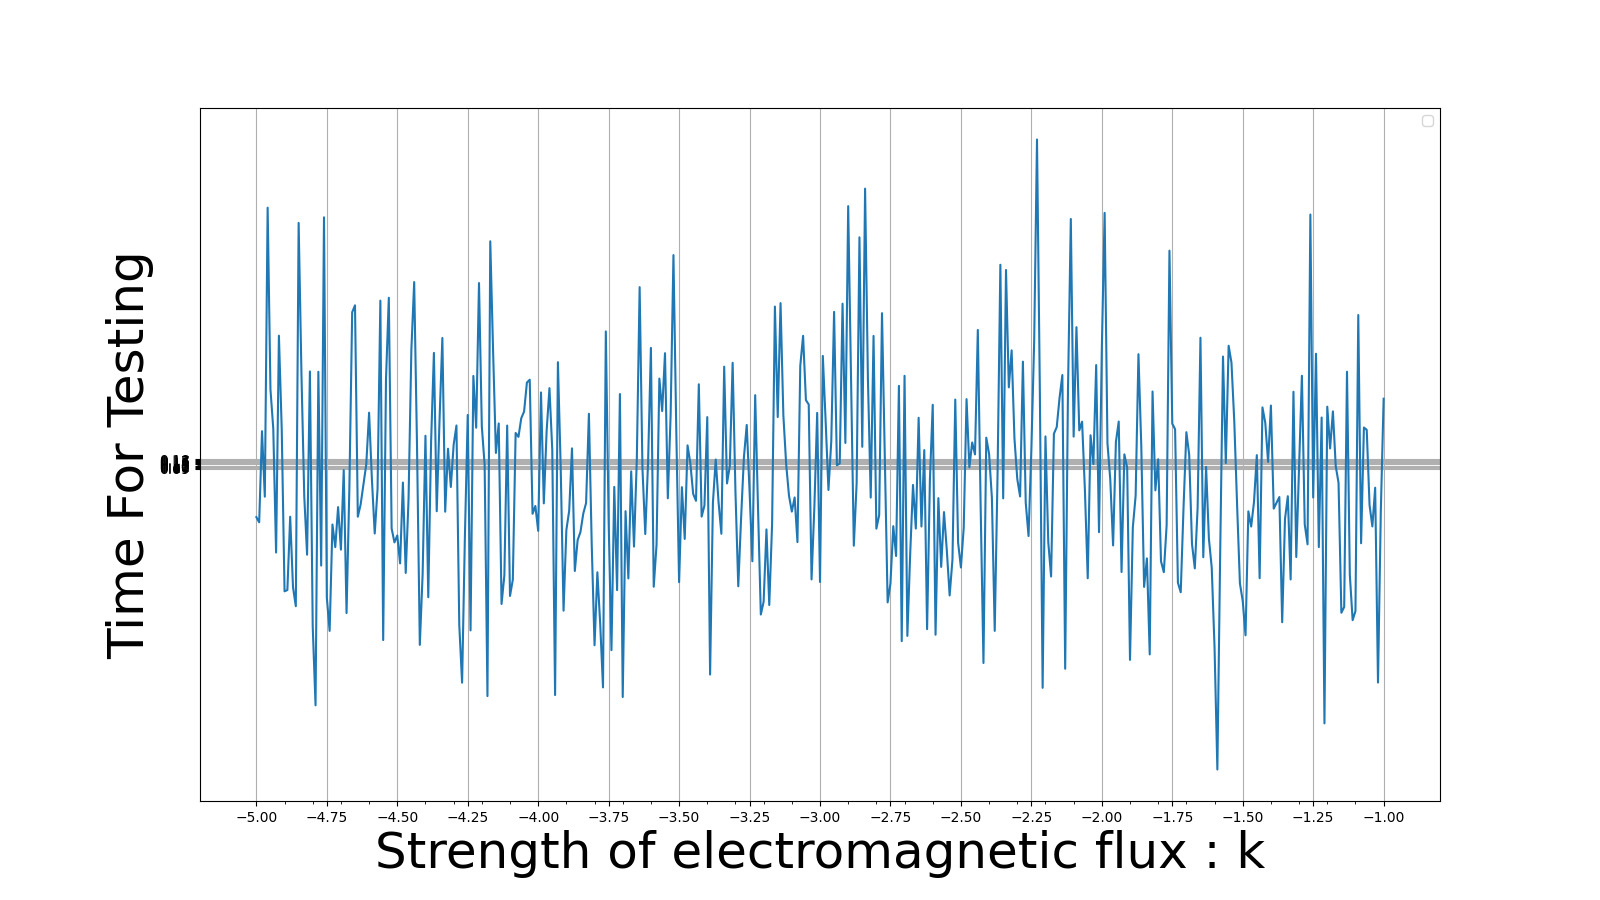 Time For Testing
−5.00 −4.75 −4.50 −4.25 −4.00 −3.75 −3.50 −3.25 −3.00 −2.75 −2.50 −2.25 −2.00 −1.75 −1.50 −1.25 −1.00
Strength of electromagnetic flux : k